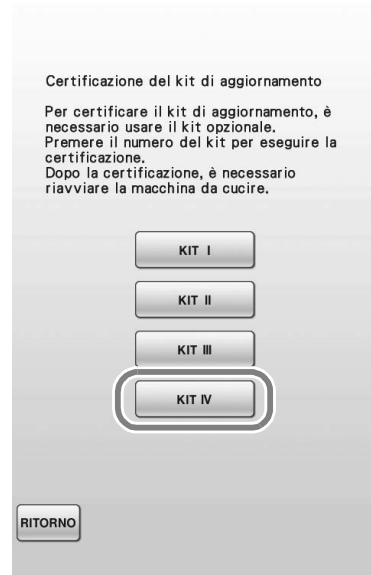 Certificazione del kit di aggiornamento
Per certificare il kit di aggiornamento, è
necessario usare il kit opzionale.
Premere il numero del kit per eseguire la
certificazione.
Dopo la certificazione, è necessario
riavviare la macchina da cucire.
KIT I
KIT II
KIT III
KIT IV
RITORNO